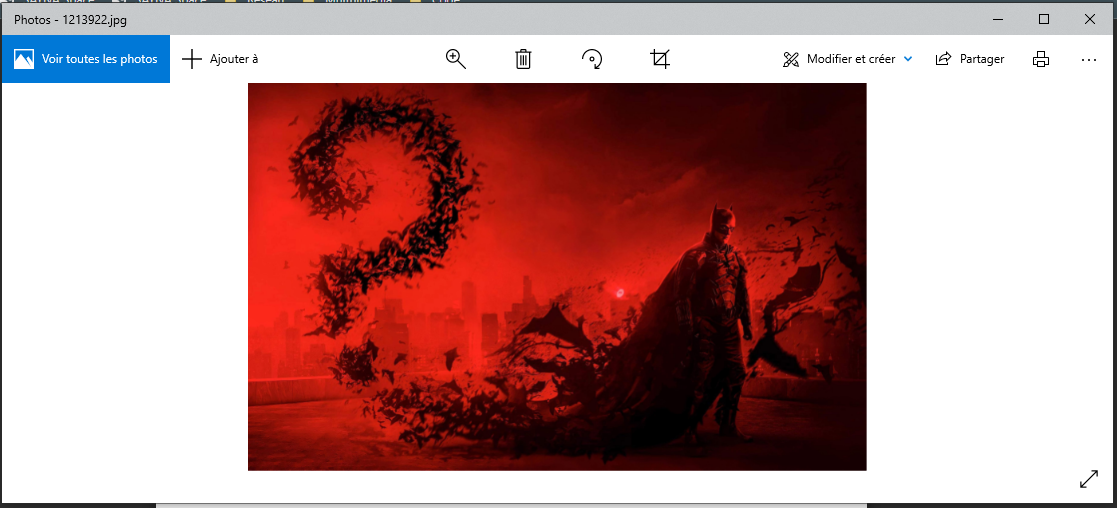 Photos - 1213922.jpg
Voir toutes les photos
Ajouter à
Modifier et créer
Partager